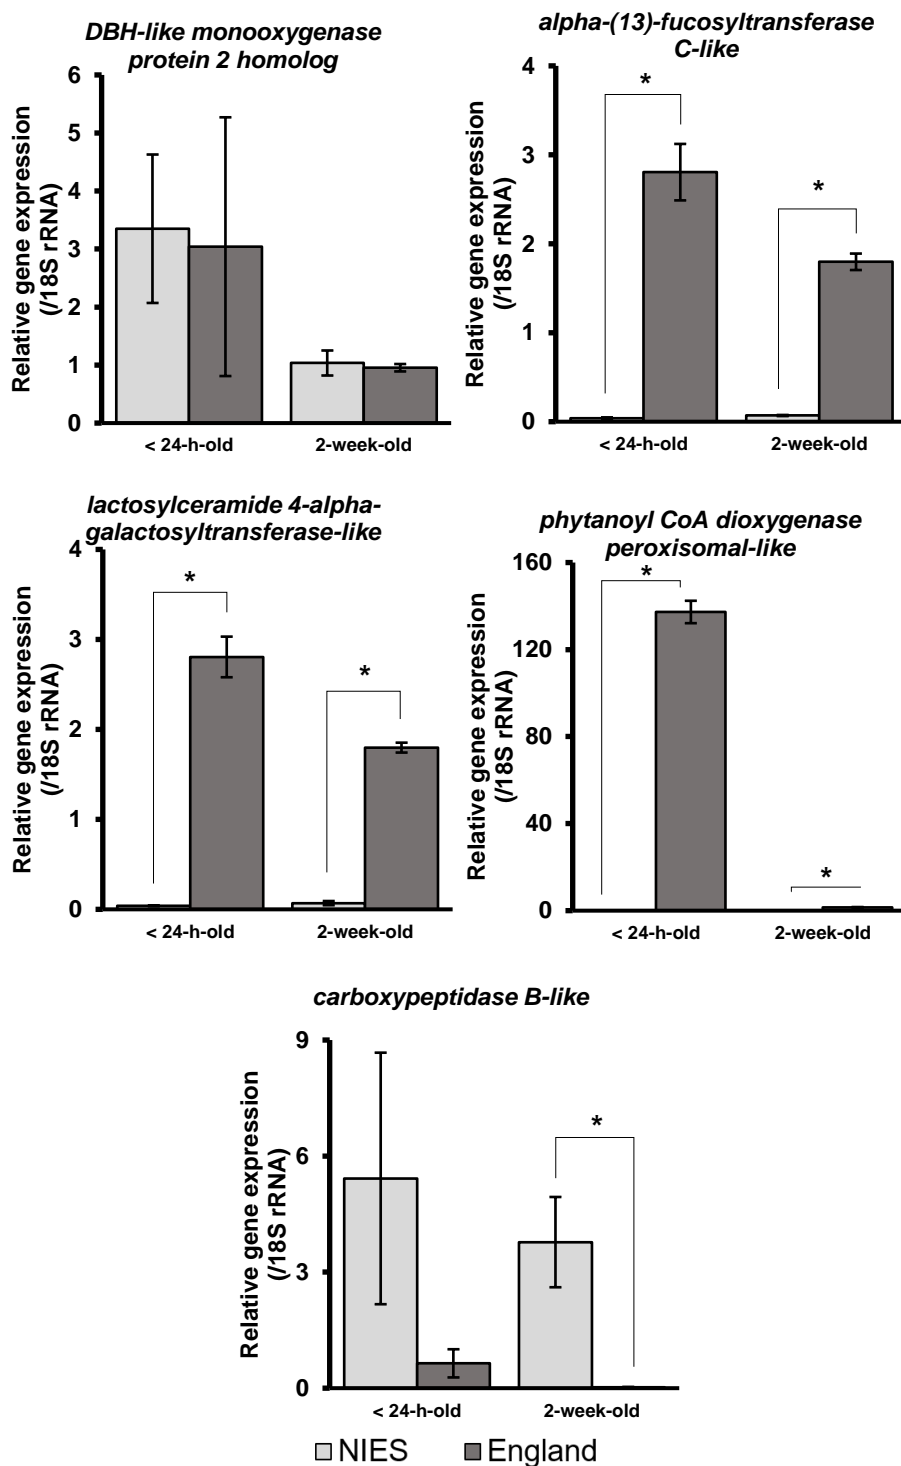 DBH-like monooxygenase
protein 2 homolog
Relative gene expression
(/18S rRNA)
6
5
4
3
2
1
0
< 24-h-old
2-week-old
alpha-(13)-fucosyltransferase
C-like
Relative gene expression
(/18S rRNA)
4
3
2
1
0
*
*
< 24-h-old
2-week-old
lactosylceramide 4-alpha-
galactosyltransferase-like
Relative gene expression
(/18S rRNA)
4
3
2
1
0
*
*
< 24-h-old
2-week-old
phytanoyl CoA dioxygenase
peroxisomal-like
Relative gene expression
(/18S rRNA)
160
120
80
40
0
*
*
< 24-h-old
2-week-old
carboxypeptidase B-like
Relative gene expression
(/18S rRNA)
9
6
3
0
*
< 24-h-old
2-week-old
NIES
England